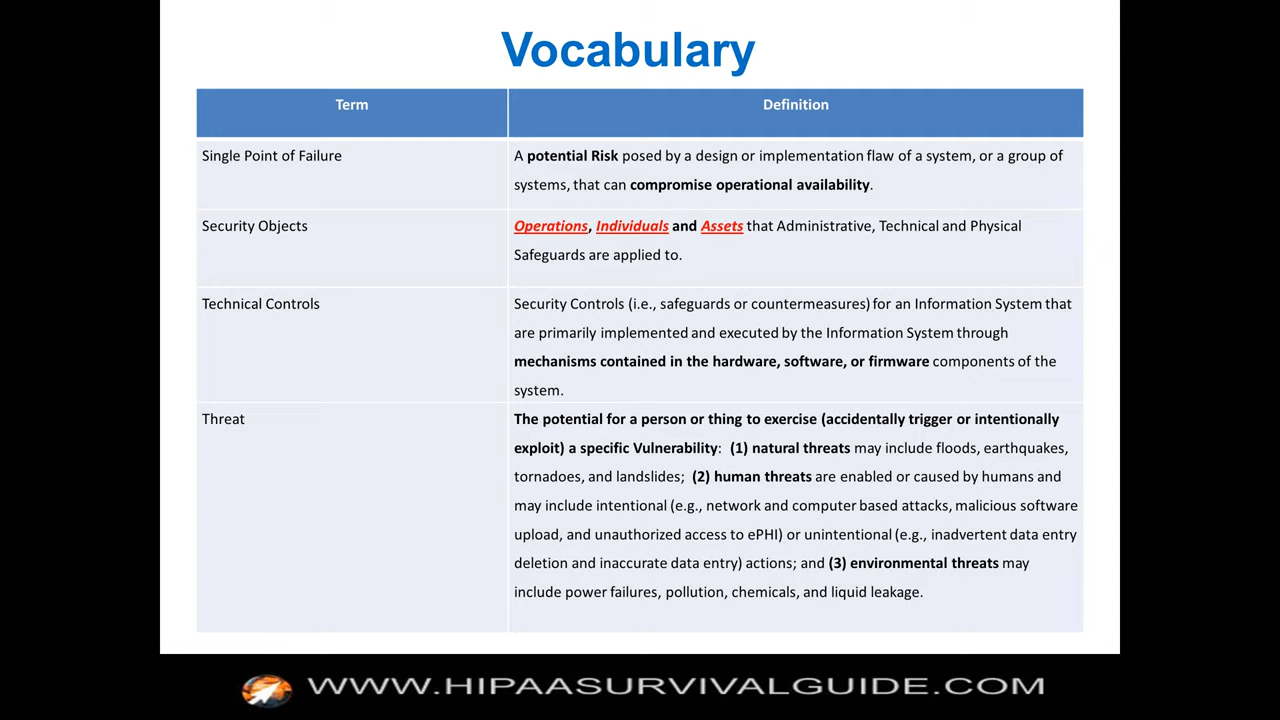 Vocabulary
Term
Definition
Single Point of Failure
A potential Risk posed by a design or implementation flaw of a system, or a group of
systems, that can compromise operational availability.
Security Objects
Operations, Individuals and Assets that Administrative, Technical and Physical
Safeguards are applied to.
Technical Controls
Security Controls (i.e., safeguards or countermeasures) for an Information System that
are primarily implemented and executed by the Information System through
mechanisms contained in the hardware, software, or firmware components of the
system.
Threat
The potential for a person or thing to exercise (accidentally trigger or intentionally
exploit) a specific Vulnerability: (1) natural threats may include floods, earthquakes,
tornadoes, and landslides; (2) human threats are enabled or caused by humans and
may include intentional (e.g., network and computer based attacks, malicious software
upload, and unauthorized access to ePHI) or unintentional (e.g., inadvertent data entry
deletion and inaccurate data entry) actions; and (3) environmental threats may
include power failures, pollution, chemicals, and liquid leakage.
WWW.HIPAASURVIVALGUIDE.COM